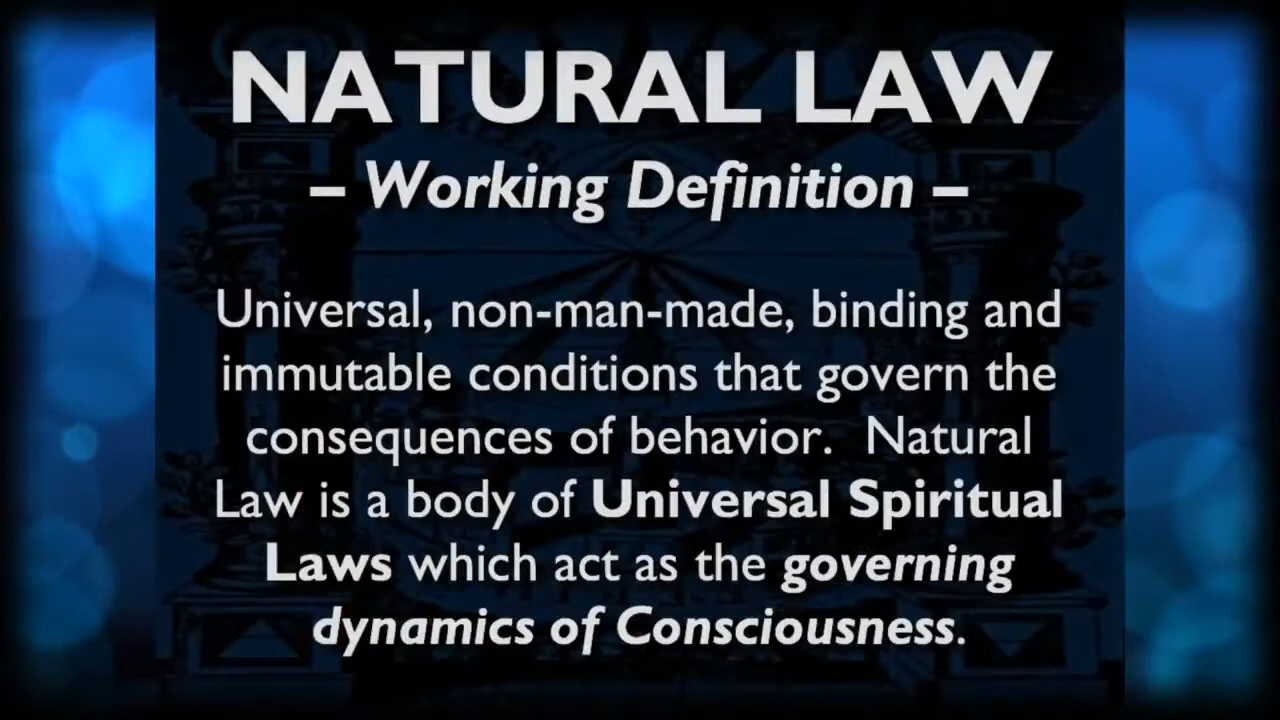 NATURAL LAW
– Working Definition –
Universal, non-man-made, binding and
immutable conditions that govern the
consequences of behavior.  Natural
Law is a body of Universal Spiritual
Laws which act as the governing
dynamics of Consciousness.